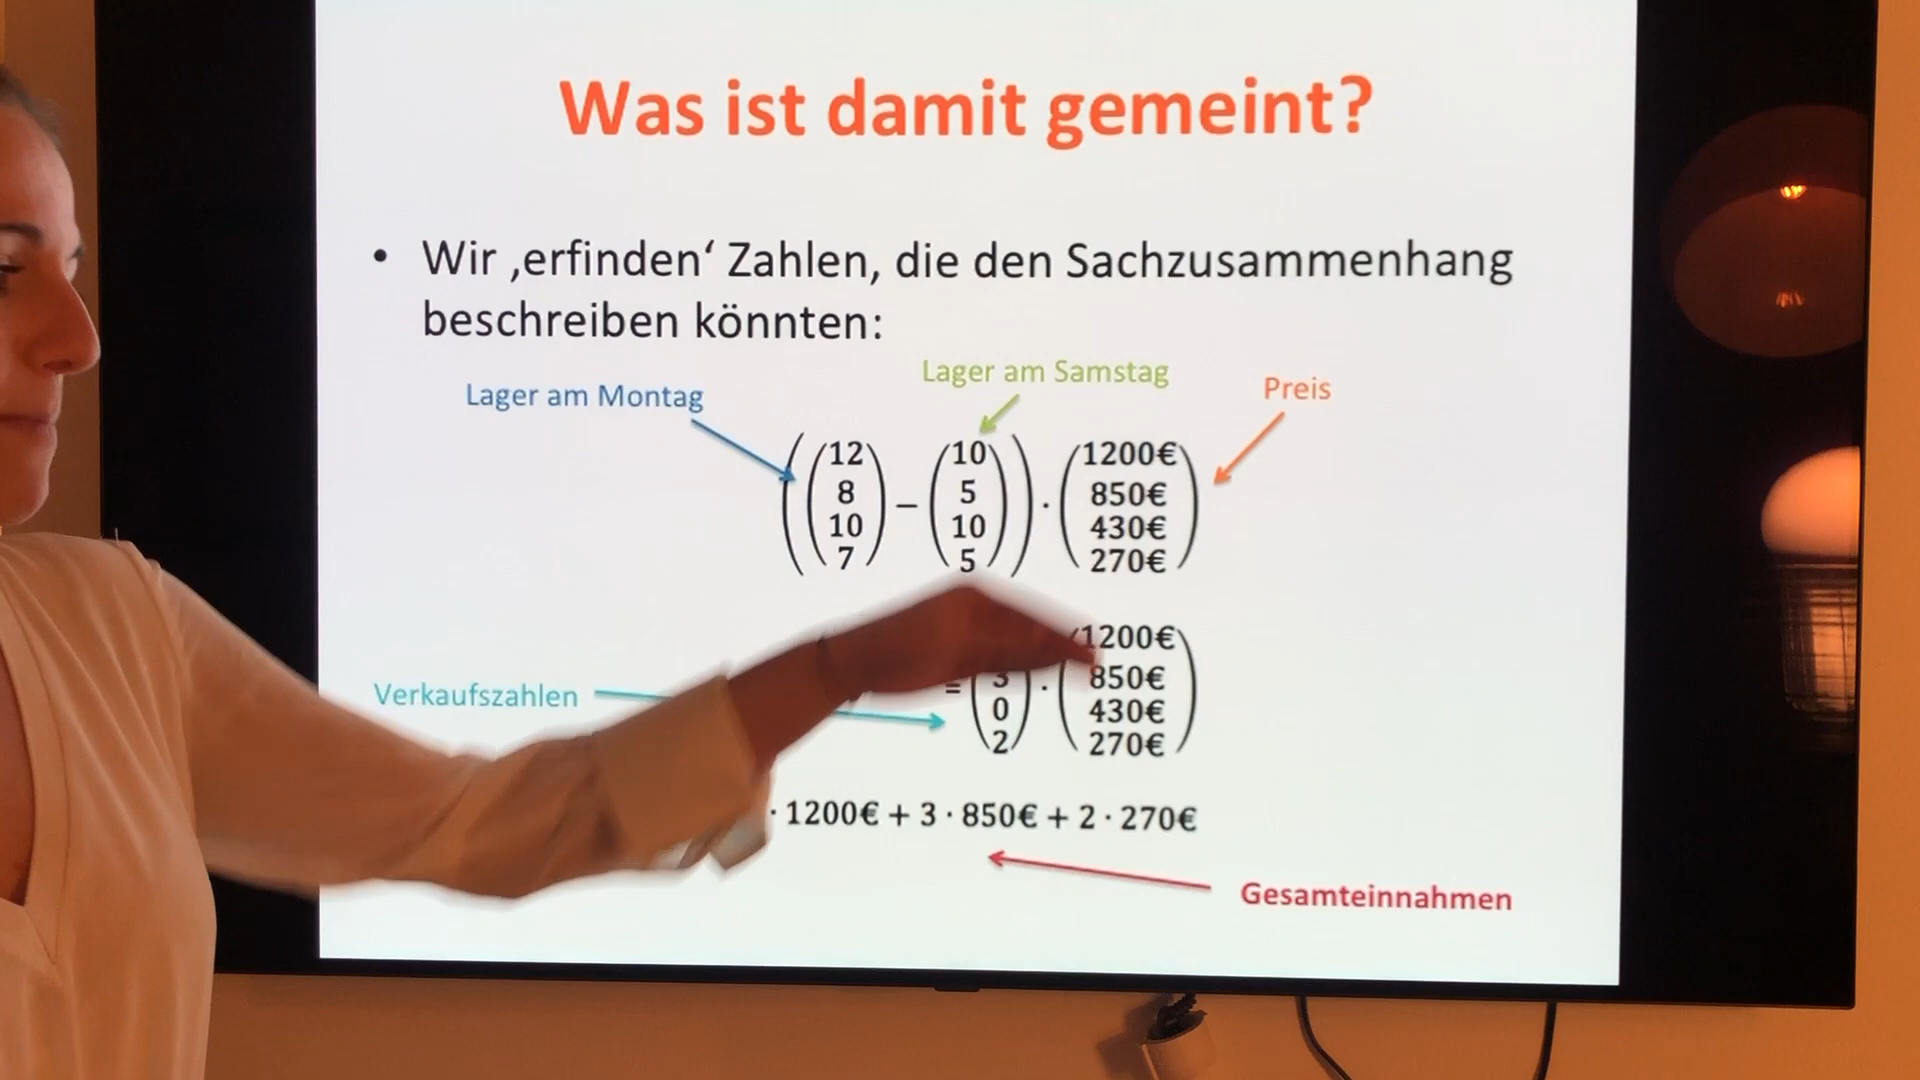 Was ist damit gemeint?
• Wir ‚erfinden‘ Zahlen, die den Sachzusammenhang
beschreiben könnten:
Lager am Montag
Lager am Samstag
Preis
((12 8 10 7) − (10 5 10 5)) · (1200€ 850€ 430€ 270€)
Verkaufszahlen
= (3 0 2) · (1200€ 850€ 430€ 270€)
· 1200€ + 3 · 850€ + 2 · 270€
Gesamteinnahmen